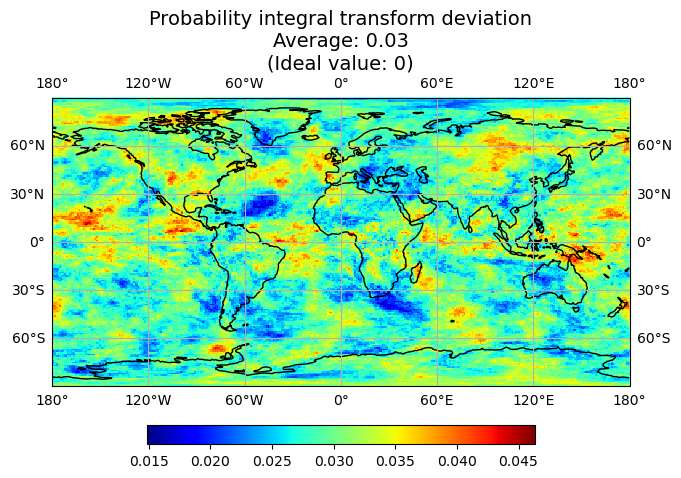 Probability integral transform deviation
Average: 0.03
(Ideal value: 0)
180° 120°W 60°W 0° 60°E 120°E 180°
60°N 60°N
30°N 30°N
0° 0°
30°S 30°S
60°S 60°S
180° 120°W 60°W 0° 60°E 120°E 180°
0.015 0.020 0.025 0.030 0.035 0.040 0.045